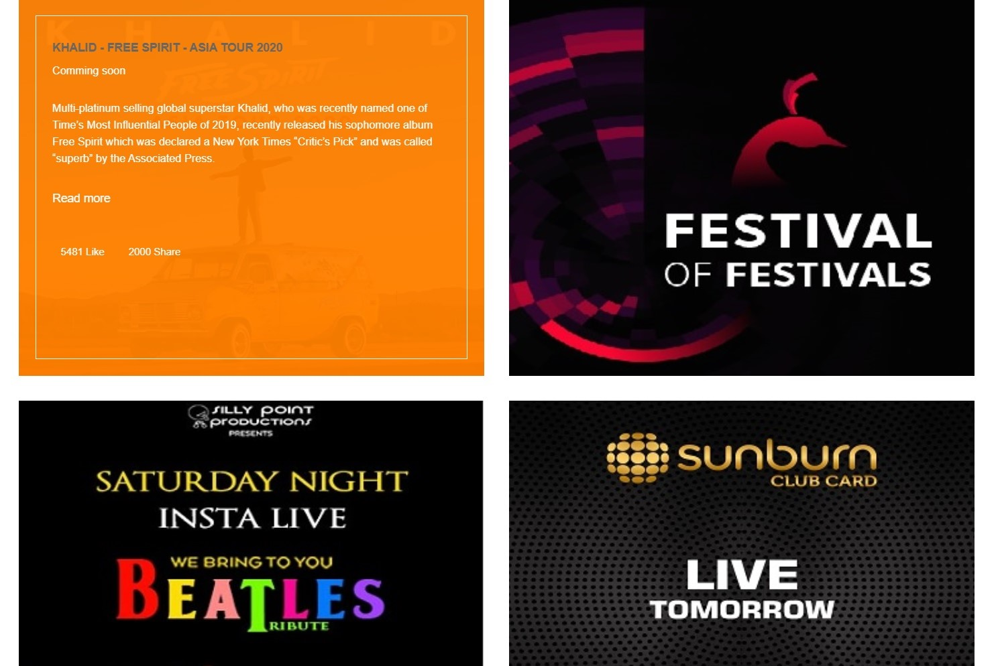 K H A L I D
KHALID - FREE SPIRIT - ASIA TOUR 2020
Comming soon
FREE SPIRIT
Multi-platinum selling global superstar Khalid, who was recently named one of
Time’s Most Influential People of 2019, recently released his sophomore album
Free Spirit which was declared a New York Times “Critic’s Pick” and was called
“superb” by the Associated Press.
Read more
5481 Like 2000 Share
FESTIVAL
OF FESTIVALS
SILLY POINT
PRODUCTIONS
PRESENTS
SATURDAY NIGHT
INSTA LIVE
WE BRING TO YOU
BEATLES
TRIBUTE
sunburn
CLUB CARD
LIVE
TOMORROW